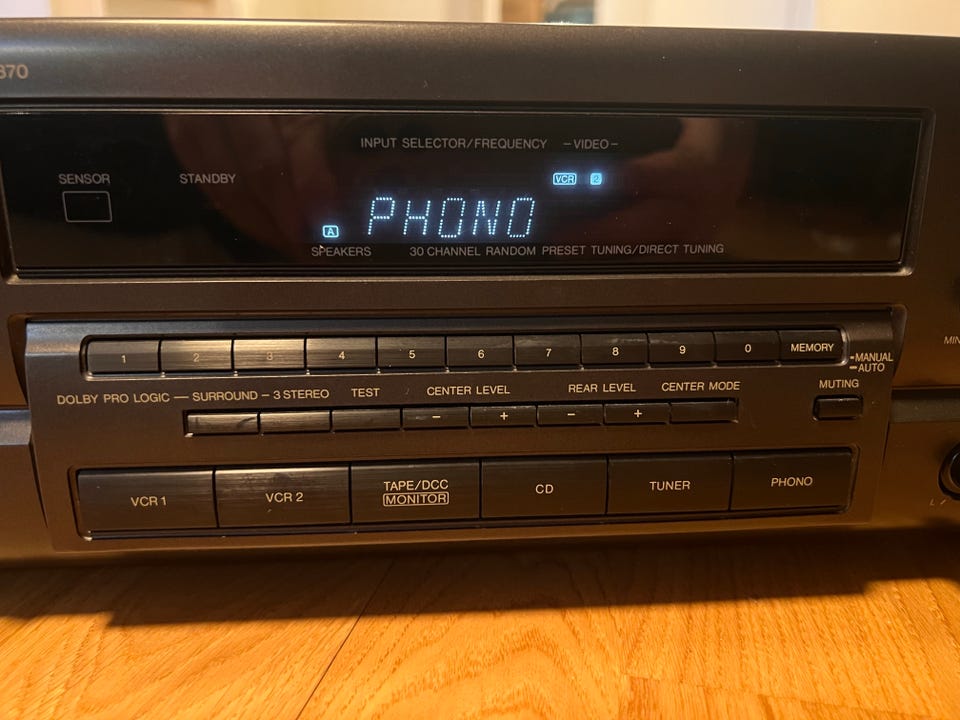 370
INPUT SELECTOR/FREQUENCY –VIDEO–
SENSOR STANDBY VCR 2
A PHONO
SPEAKERS 30 CHANNEL RANDOM PRESET TUNING/DIRECT TUNING
1 2 3 4 5 6 7 8 9 0 MEMORY
MANUAL
AUTO
DOLBY PRO LOGIC — SURROUND – 3 STEREO TEST CENTER LEVEL REAR LEVEL CENTER MODE MUTING
– + – +
VCR 1 VCR 2 TAPE/DCC MONITOR CD TUNER PHONO